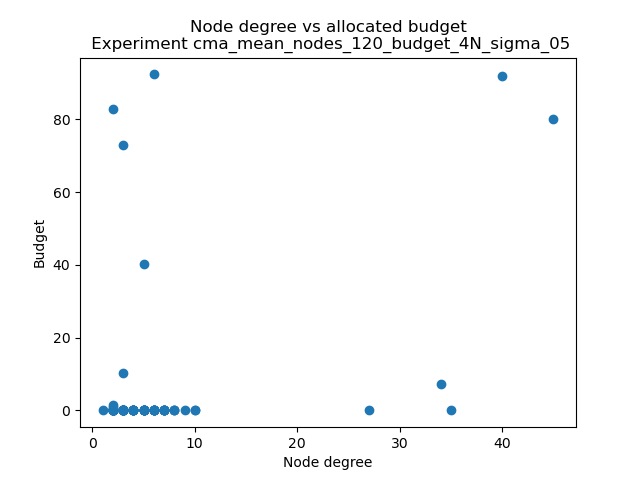 Node degree vs allocated budget
Experiment cma_mean_nodes_120_budget_4N_sigma_05
80
60
40
20
0
Budget
0 10 20 30 40
Node degree